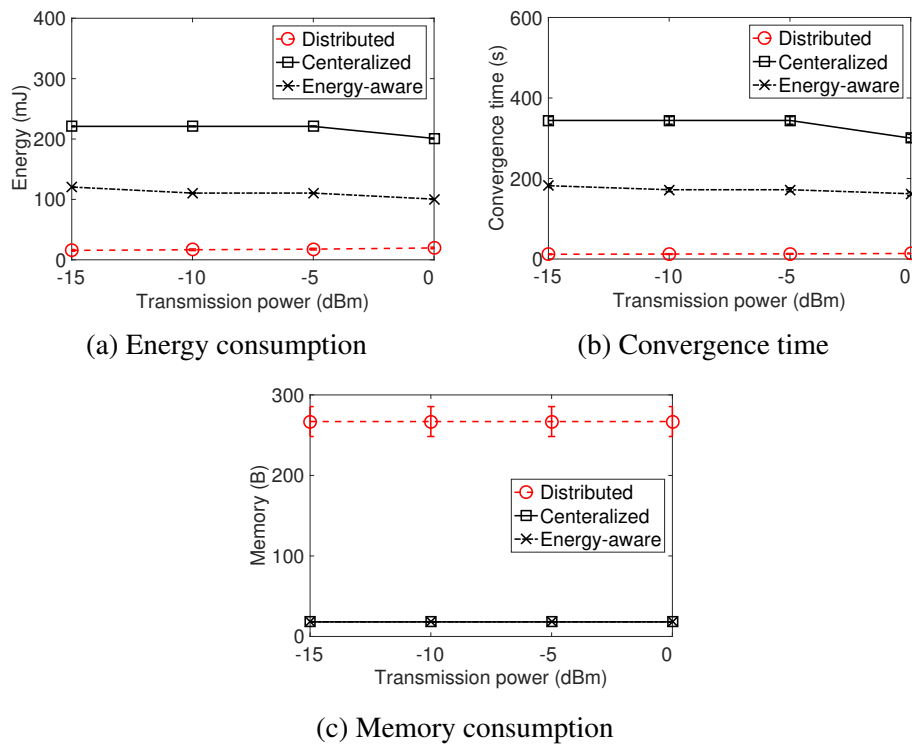 400
300
200
100
0
Energy (mJ)
Distributed
Centeralized
Energy-aware
-15 -10 -5 0
Transmission power (dBm)
(a) Energy consumption
600
400
200
0
Convergence time (s)
Distributed
Centeralized
Energy-aware
-15 -10 -5 0
Transmission power (dBm)
(b) Convergence time
300
200
100
0
Memory (B)
Distributed
Centeralized
Energy-aware
-15 -10 -5 0
Transmission power (dBm)
(c) Memory consumption